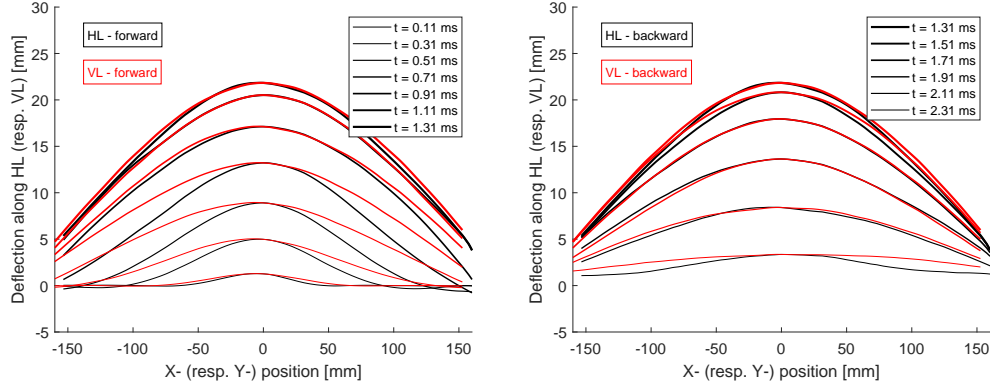 Deflection along HL (resp. VL) [mm]
30
25
20
15
10
5
0
-5
HL - forward
VL - forward
t = 0.11 ms
t = 0.31 ms
t = 0.51 ms
t = 0.71 ms
t = 0.91 ms
t = 1.11 ms
t = 1.31 ms
-150 -100 -50 0 50 100 150
X- (resp. Y-) position [mm]
Deflection along HL (resp. VL) [mm]
30
25
20
15
10
5
0
-5
HL - backward
VL - backward
t = 1.31 ms
t = 1.51 ms
t = 1.71 ms
t = 1.91 ms
t = 2.11 ms
t = 2.31 ms
-150 -100 -50 0 50 100 150
X- (resp. Y-) position [mm]